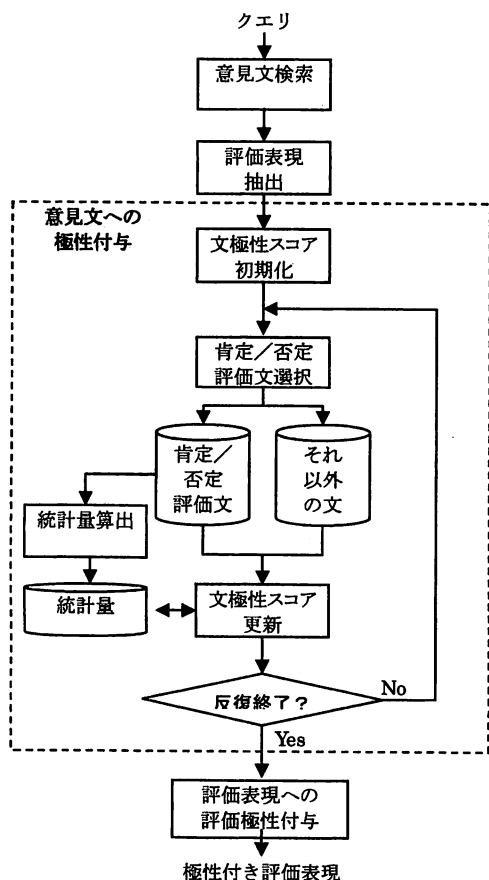 クエリ
意見文検索
評価表現
抽出
意見文への
極性付与
文極性スコア
初期化
肯定／否定
評価文選択
肯定／
否定
評価文
それ
以外
の文
統計量算出
統計量
文極性スコア
更新
反復終了？
No
Yes
評価表現への
評価極性付与
極性付き評価表現